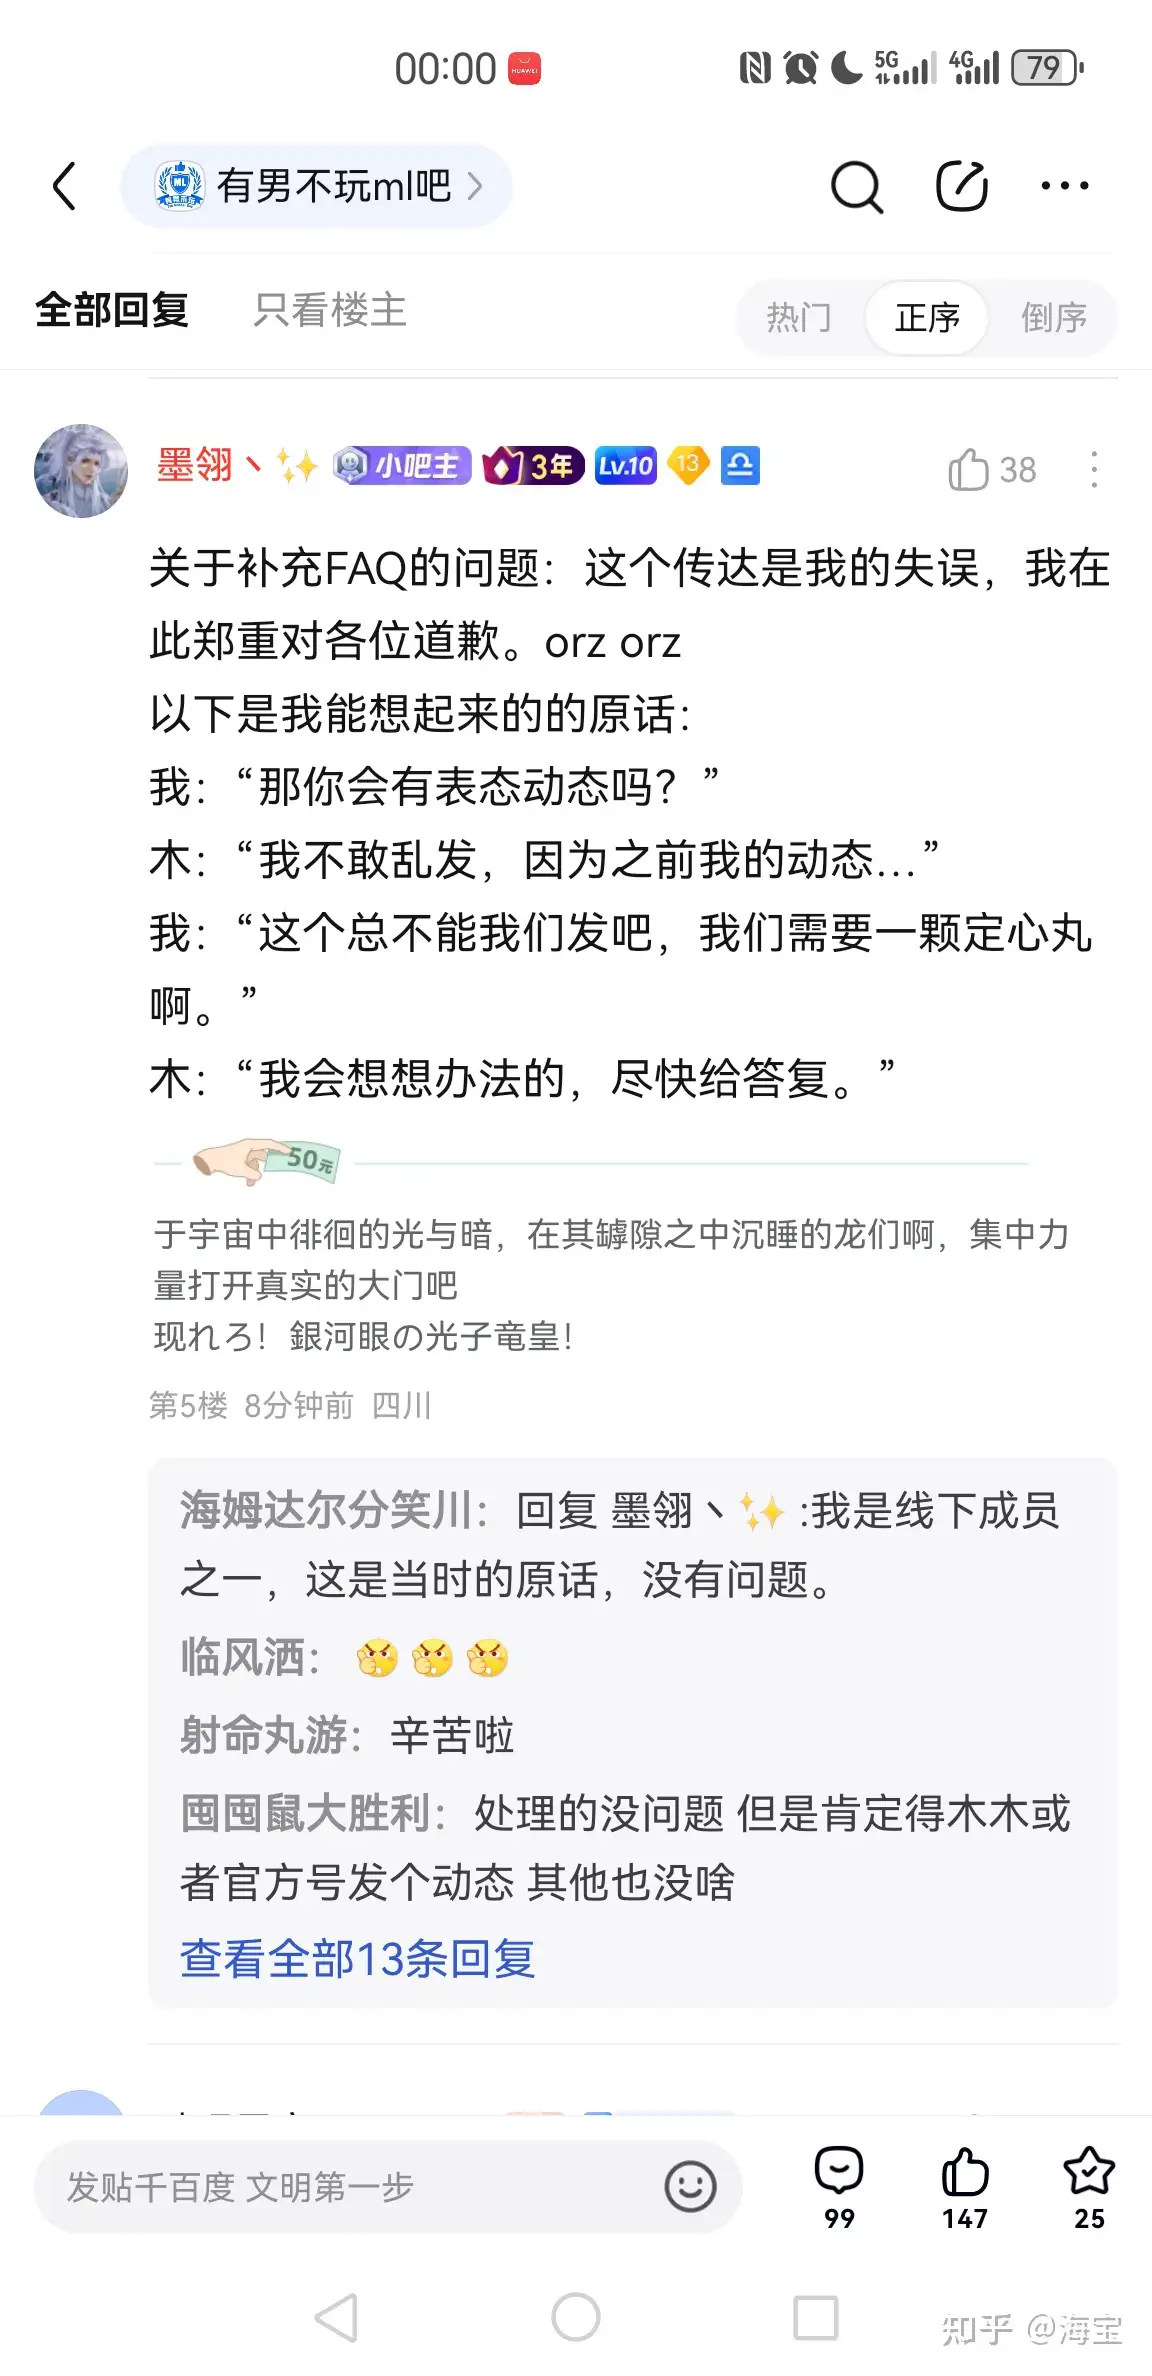 00:00 HUAWEI 5G 4G 79
有男不玩ml吧
全部回复 只看楼主 热门 正序 倒序
墨翎丶✨ 小吧主 3年 Lv.10 13 38
关于补充FAQ的问题：这个传达是我的失误，我在
此郑重对各位道歉。orz orz
以下是我能想起来的的原话：
我：“那你会有表态动态吗？”
木：“我不敢乱发，因为之前我的动态...”
我：“这个总不能我们发吧，我们需要一颗定心丸
啊。”
木：“我会想想办法的，尽快给答复。”
50元
于宇宙中徘徊的光与暗，在其罅隙之中沉睡的龙们啊，集中力
量打开真实的大门吧
现れろ！銀河眼の光子竜皇！
第5楼 8分钟前 四川
海姆达尔分笑川：回复 墨翎丶✨ :我是线下成员
之一，这是当时的原话，没有问题。
临风洒：
射命丸游：辛苦啦
囤囤鼠大胜利：处理的没问题 但是肯定得木木或
者官方号发个动态 其他也没啥
查看全部13条回复
发贴千百度 文明第一步
99 147 25
知乎 @海宝